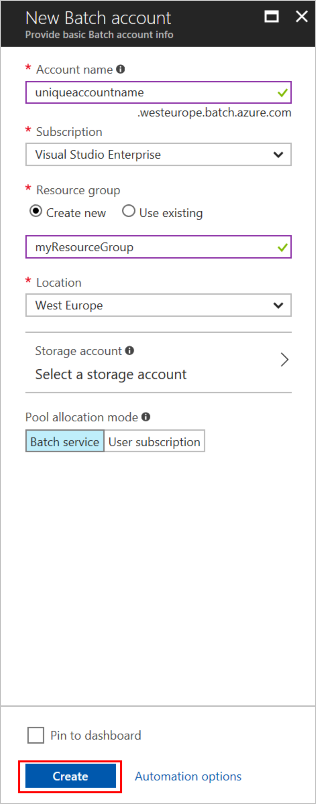 New Batch account
Provide basic Batch account info
* Account name
uniqueaccountname
.westeurope.batch.azure.com
* Subscription
Visual Studio Enterprise
* Resource group
Create new Use existing
myResourceGroup
* Location
West Europe
Storage account
Select a storage account
Pool allocation mode
Batch service User subscription
Pin to dashboard
Create Automation options